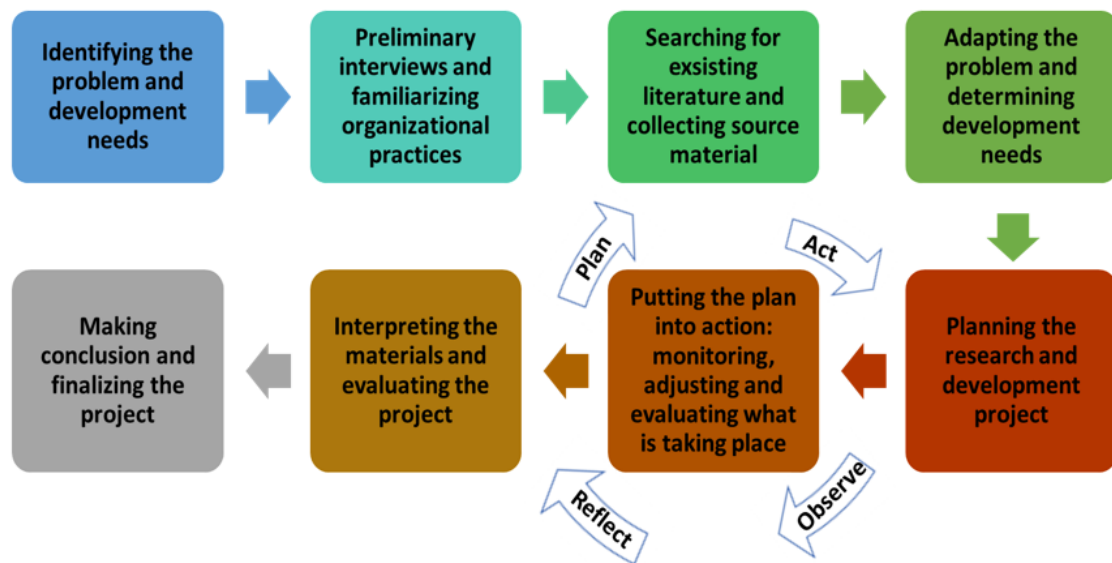 Identifying the
problem and
development
needs
Preliminary
interviews and
familiarizing
organizational
practices
Searching for
exsisting
literature and
collecting source
material
Adapting the
problem and
determining
development
needs
Plan
Act
Making
conclusion and
finalizing the
project
Interpreting the
materials and
evaluating the
project
Putting the plan
into action:
monitoring,
adjusting and
evaluating what
is taking place
Planning the
research and
development
project
Reflect
Observe